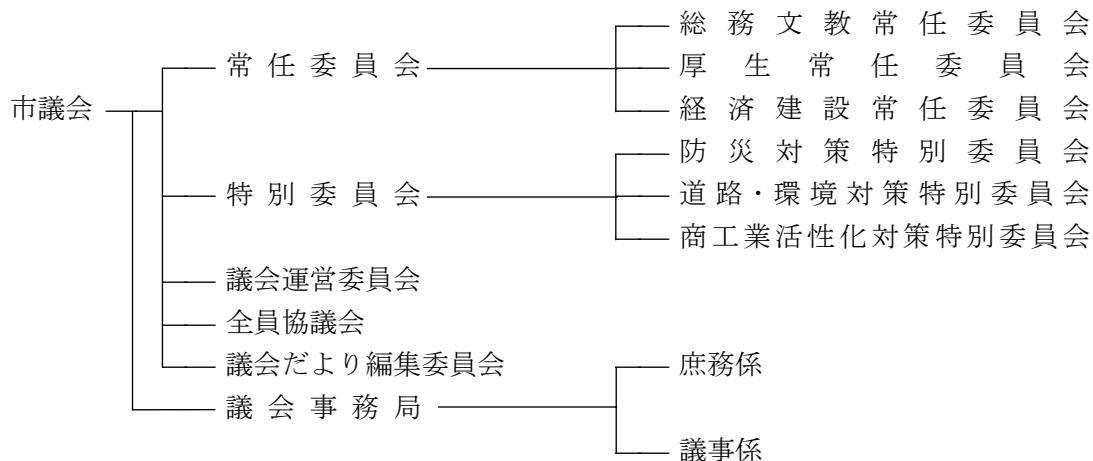 総務文教常任委員会
常任委員会 厚生常任委員会
市議会 経済建設常任委員会
防災対策特別委員会
特別委員会 道路・環境対策特別委員会
商工業活性化対策特別委員会
議会運営委員会
全員協議会
議会だより編集委員会 庶務係
議会事務局
議事係